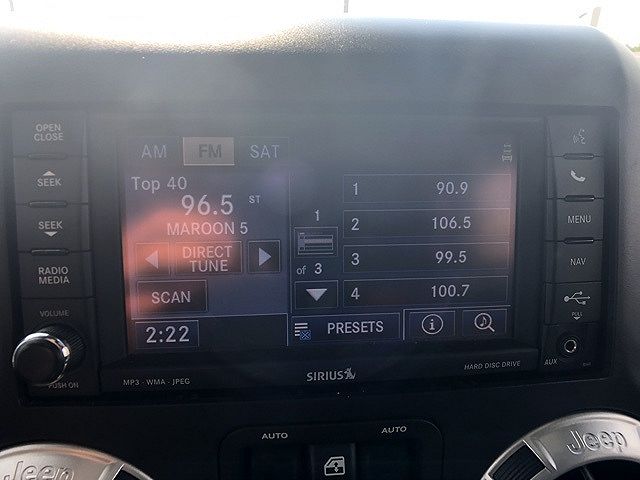 OPEN
CLOSE
SEEK
SEEK
RADIO
MEDIA
VOLUME
PUSH ON
AM FM SAT
Top 40
96.5 ST
MAROON 5
DIRECT
TUNE
SCAN
2:22
1
of 3
1 90.9
2 106.5
3 99.5
4 100.7
PRESETS
MENU
NAV
PULL
AUX
MP3 · WMA · JPEG
SIRIUS
HARD DISC DRIVE
AUTO
AUTO
Jeep
Jeep